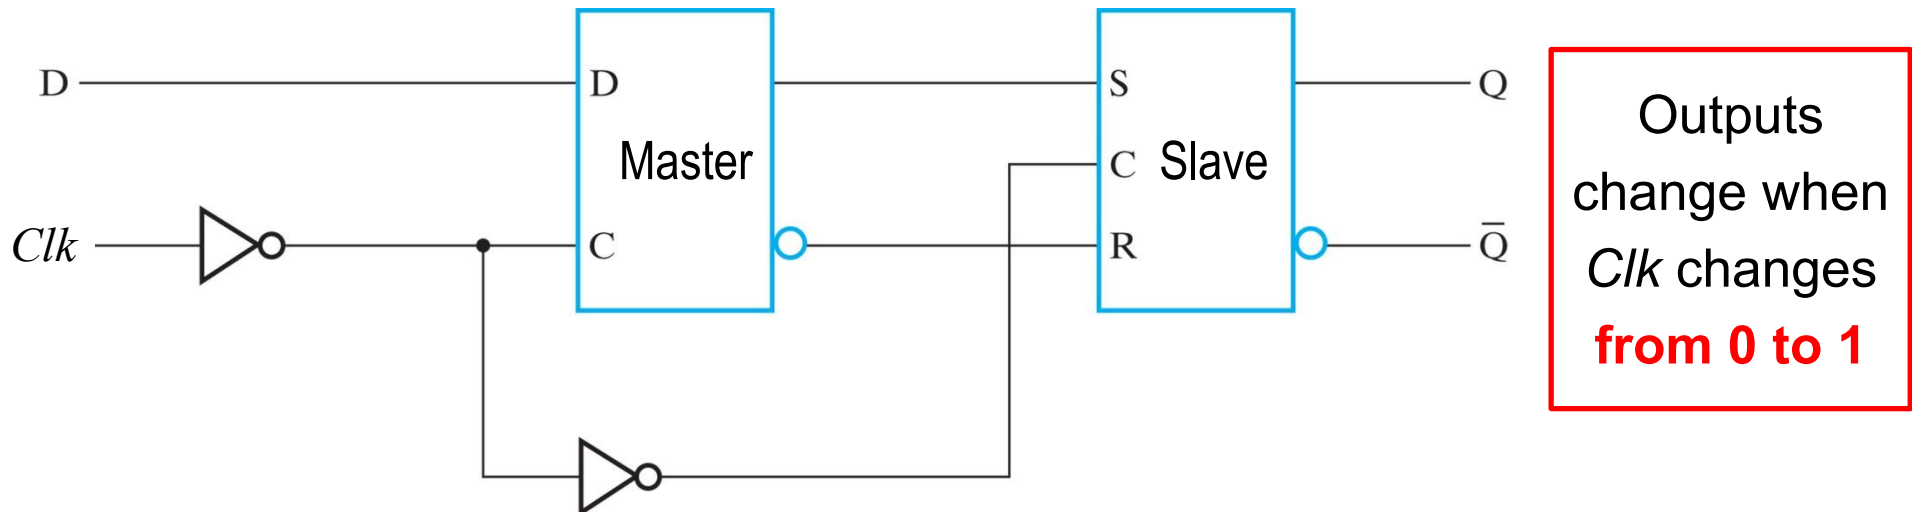 D
D
Master
C
Clk
S
C
Slave
R
Q
Q̅
Outputs
change when
Clk changes
from 0 to 1